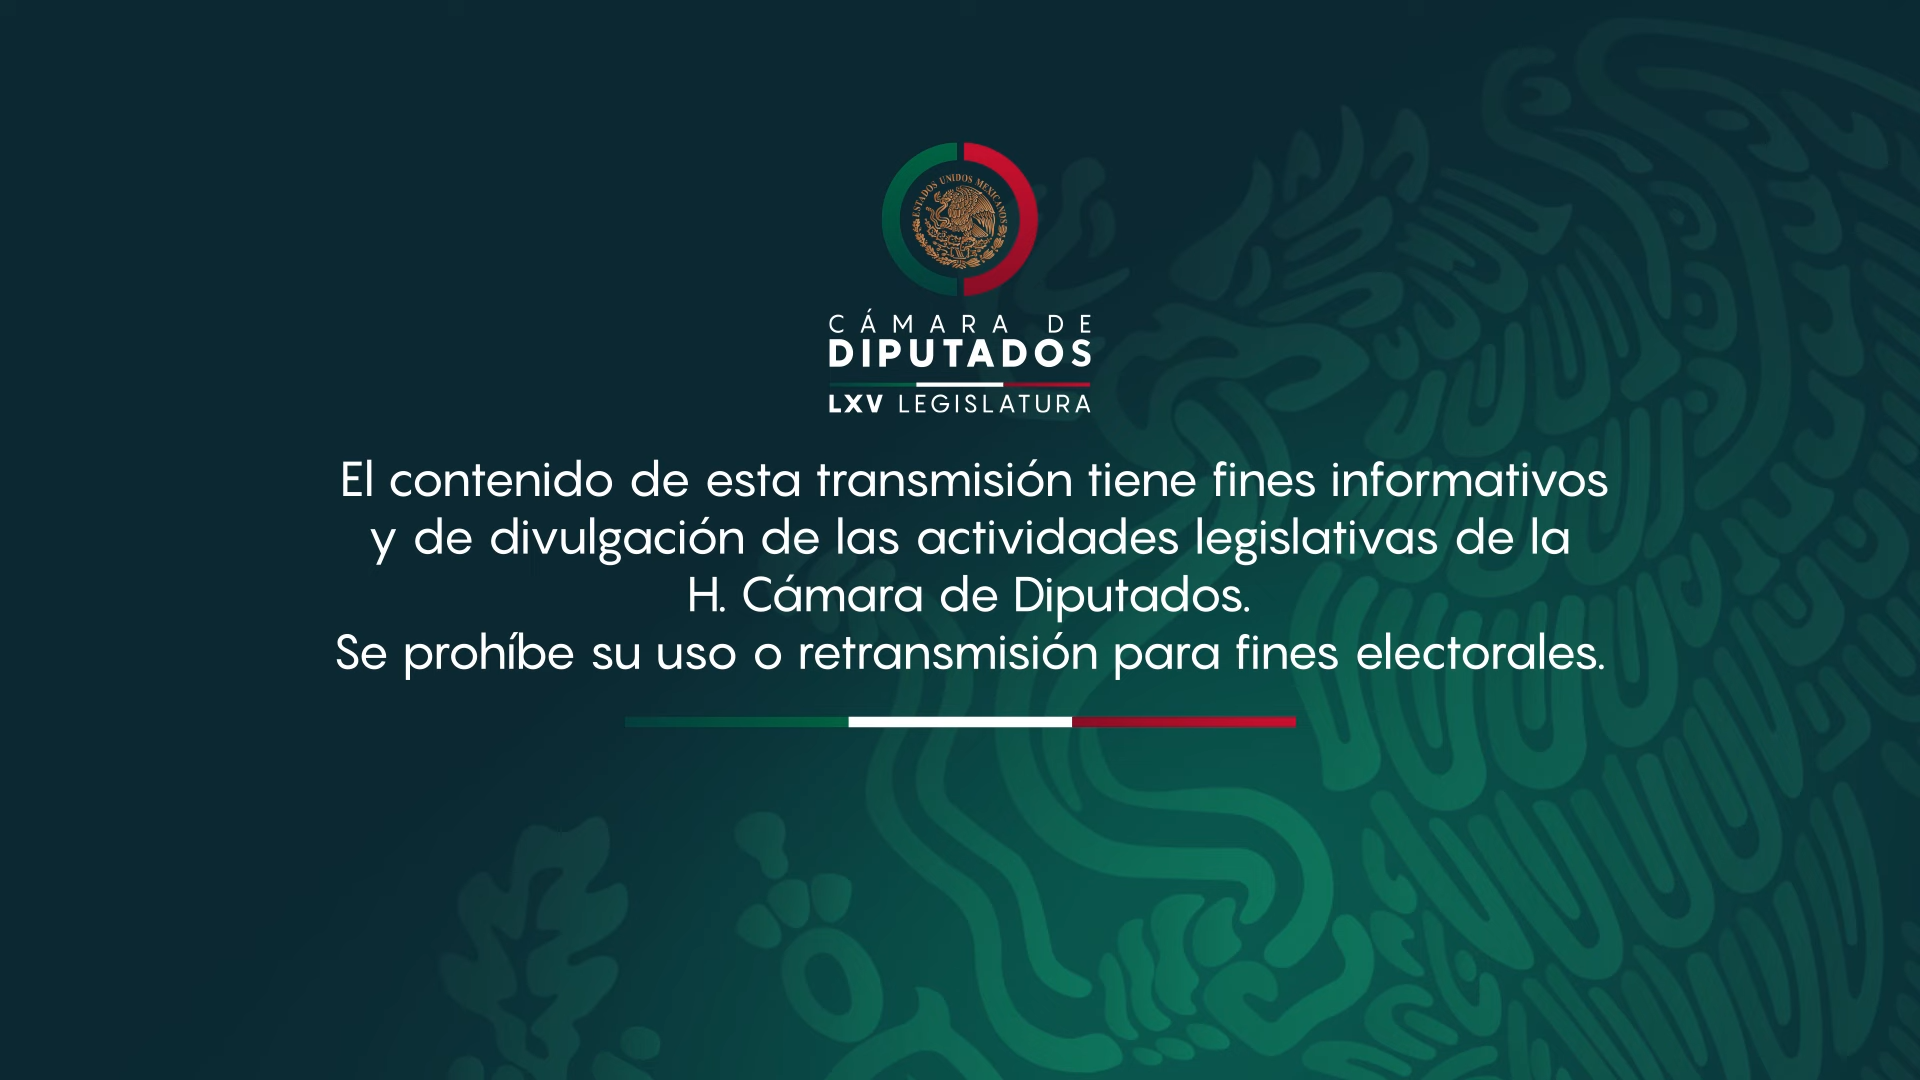 ESTADOS UNIDOS MEXICANOS
CÁMARA DE
DIPUTADOS
LXV LEGISLATURA
El contenido de esta transmisión tiene fines informativos
y de divulgación de las actividades legislativas de la
H. Cámara de Diputados.
Se prohíbe su uso o retransmisión para fines electorales.